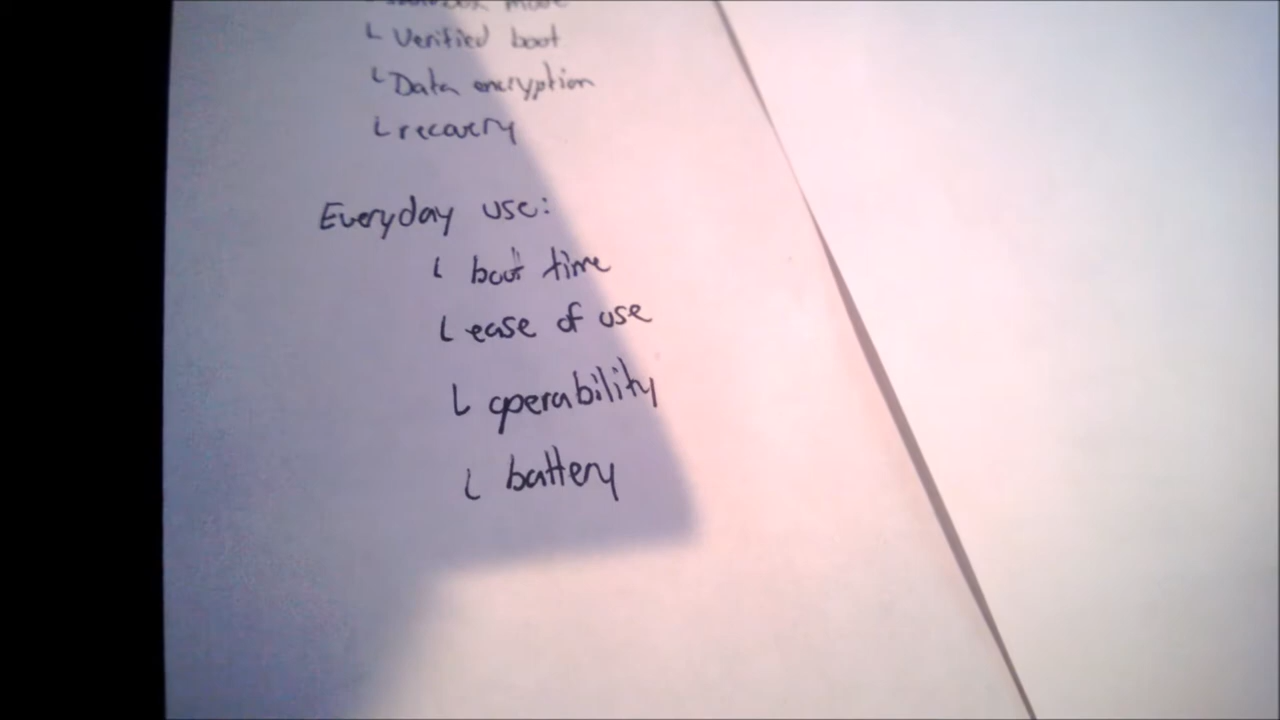 Verified boot
Data encryption
recovery
Everyday use:
boot time
ease of use
operability
battery